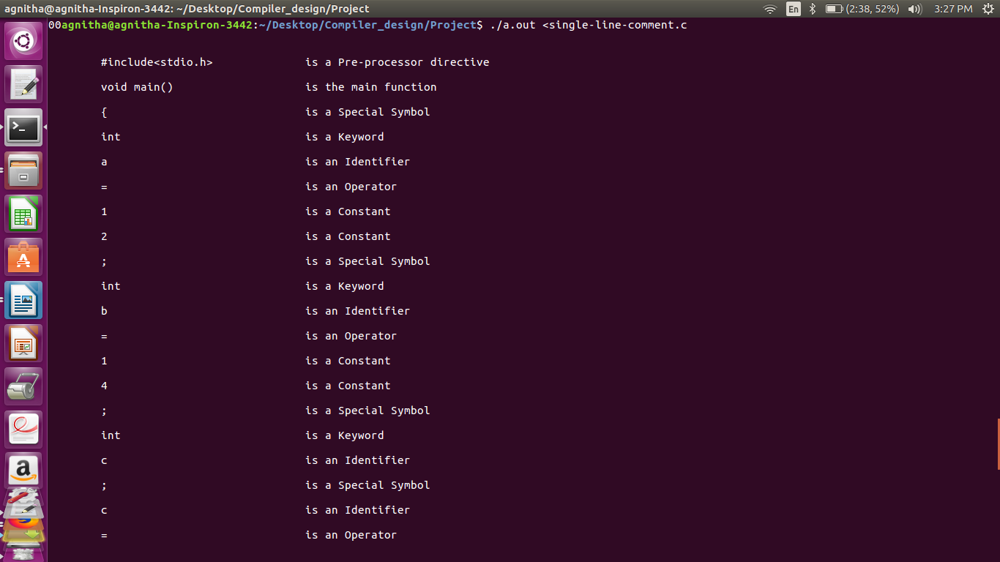 agnitha@agnitha-Inspiron-3442: ~/Desktop/Compiler_design/Project En (2:38, 52%) 3:27 PM
00agnitha@agnitha-Inspiron-3442:~/Desktop/Compiler_design/Project$ ./a.out <single-line-comment.c
#include<stdio.h> is a Pre-processor directive
void main() is the main function
{ is a Special Symbol
int is a Keyword
a is an Identifier
= is an Operator
1 is a Constant
2 is a Constant
; is a Special Symbol
int is a Keyword
b is an Identifier
= is an Operator
1 is a Constant
4 is a Constant
; is a Special Symbol
int is a Keyword
c is an Identifier
; is a Special Symbol
c is an Identifier
= is an Operator